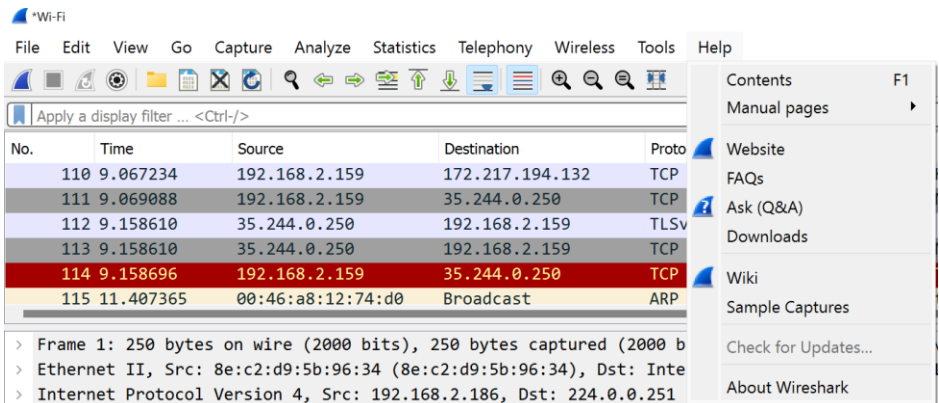 *Wi-Fi
File Edit View Go Capture Analyze Statistics Telephony Wireless Tools Help
Apply a display filter ... <Ctrl-/>
No. Time Source Destination Proto
110 9.067234 192.168.2.159 172.217.194.132 TCP
111 9.069088 192.168.2.159 35.244.0.250 TCP
112 9.158610 35.244.0.250 192.168.2.159 TLSv
113 9.158610 35.244.0.250 192.168.2.159 TCP
114 9.158696 192.168.2.159 35.244.0.250 TCP
115 11.407365 00:46:a8:12:74:d0 Broadcast ARP
> Frame 1: 250 bytes on wire (2000 bits), 250 bytes captured (2000 b
> Ethernet II, Src: 8e:c2:d9:5b:96:34 (8e:c2:d9:5b:96:34), Dst: Inte
> Internet Protocol Version 4, Src: 192.168.2.186, Dst: 224.0.0.251
Contents F1
Manual pages
Website
FAQs
Ask (Q&A)
Downloads
Wiki
Sample Captures
Check for Updates...
About Wireshark